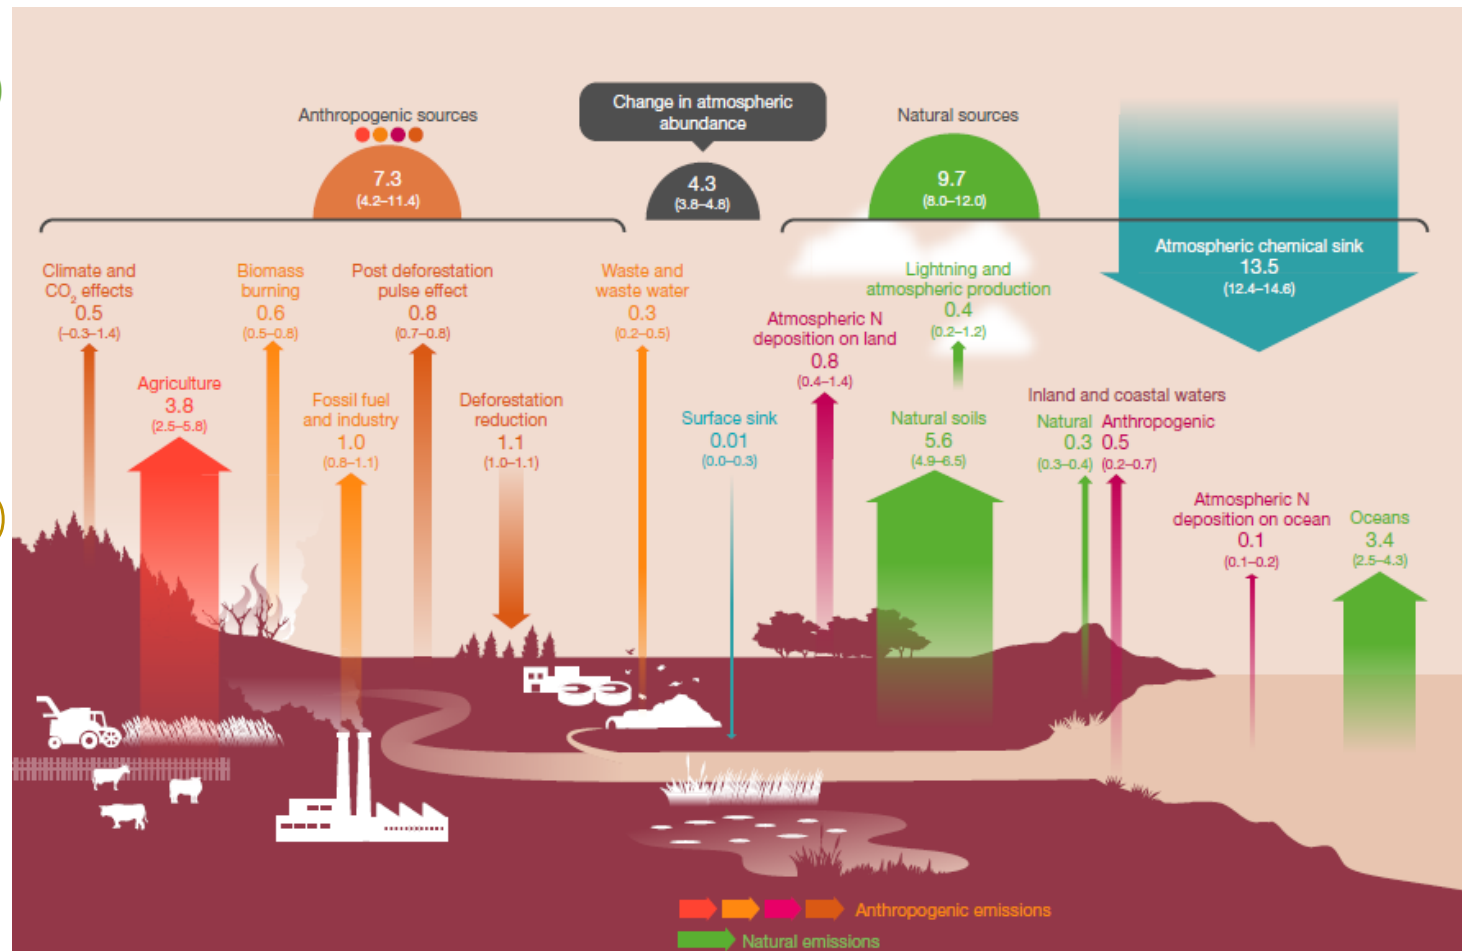 Anthropogenic sources
7.3
(4.2–11.4)
Change in atmospheric
abundance
4.3
(3.8–4.8)
Natural sources
9.7
(8.0–12.0)
Atmospheric chemical sink
13.5
(12.4–14.6)
Climate and
CO₂ effects
0.5
(–0.3–1.4)
Biomass
burning
0.6
(0.5–0.8)
Post deforestation
pulse effect
0.8
(0.7–0.8)
Waste and
waste water
0.3
(0.2–0.5)
Lightning and
atmospheric production
0.4
(0.2–1.2)
Atmospheric N
deposition on land
0.8
(0.4–1.4)
Agriculture
3.8
(2.5–5.8)
Fossil fuel
and industry
1.0
(0.8–1.1)
Deforestation
reduction
1.1
(1.0–1.1)
Surface sink
0.01
(0.0–0.3)
Natural soils
5.6
(4.9–6.5)
Inland and coastal waters
Natural Anthropogenic
0.3 0.5
(0.3–0.4) (0.2–0.7)
Atmospheric N
deposition on ocean
0.1
(0.1–0.2)
Oceans
3.4
(2.5–4.3)
Anthropogenic emissions
Natural emissions